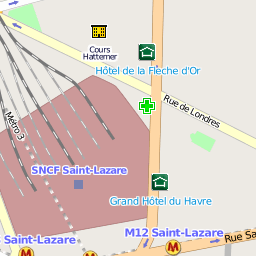 Cours
Hattemer
Hôtel de la Fleche d'Or
Rue de Londres
Métro 3
SNCF Saint-Lazare
Grand Hôtel du Havre
M12 Saint-Lazare
Saint-Lazare
Rue Sa
M
M
M